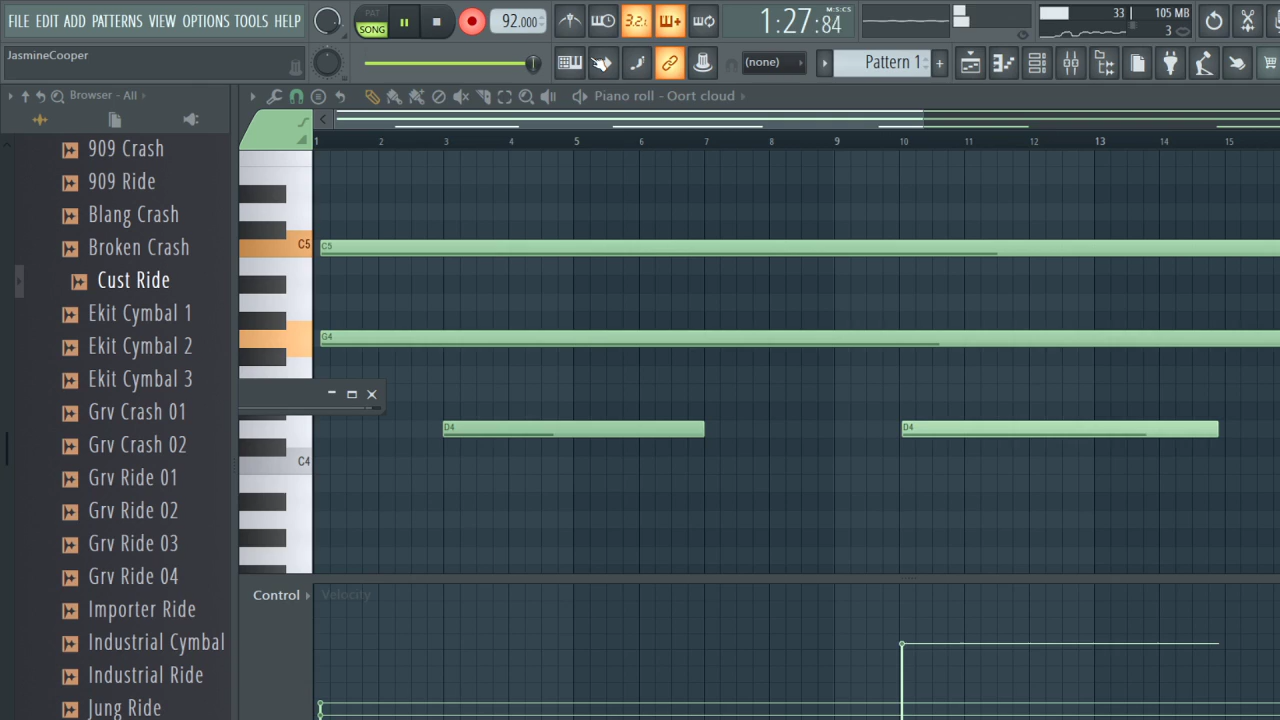 FILE EDIT ADD PATTERNS VIEW OPTIONS TOOLS HELP
PAT
SONG
92.000
3.2.
1:27:84
M:S:CS
33
105 MB
3
JasmineCooper
(none)
Pattern 1
Browser - All
Piano roll - Oort cloud
909 Crash
909 Ride
Blang Crash
Broken Crash
Cust Ride
Ekit Cymbal 1
Ekit Cymbal 2
Ekit Cymbal 3
Grv Crash 01
Grv Crash 02
Grv Ride 01
Grv Ride 02
Grv Ride 03
Grv Ride 04
Importer Ride
Industrial Cymbal
Industrial Ride
Jung Ride
1 2 3 4 5 6 7 8 9 10 11 12 13 14 15
C5
C5
G4
D4
D4
C4
Control
Velocity